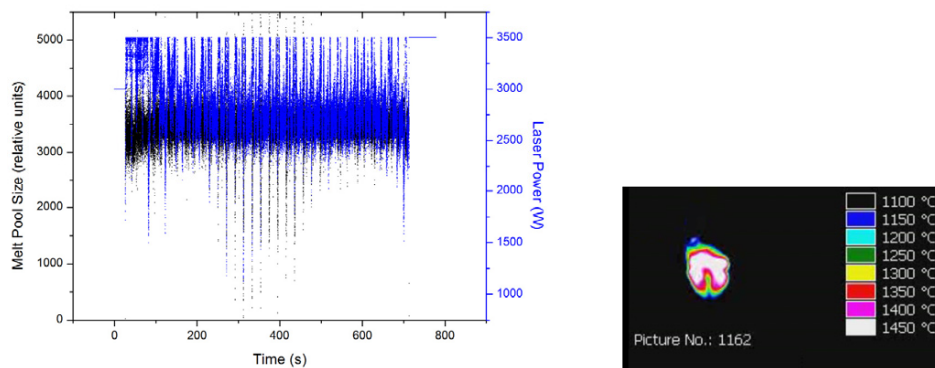 Melt Pool Size (relative units)
5000
4000
3000
2000
1000
0
0
200
400
600
800
Time (s)
3500
3000
2500
2000
1500
1000
Laser Power (W)
1100 °C
1150 °C
1200 °C
1250 °C
1300 °C
1350 °C
1400 °C
1450 °C
Picture No.: 1162